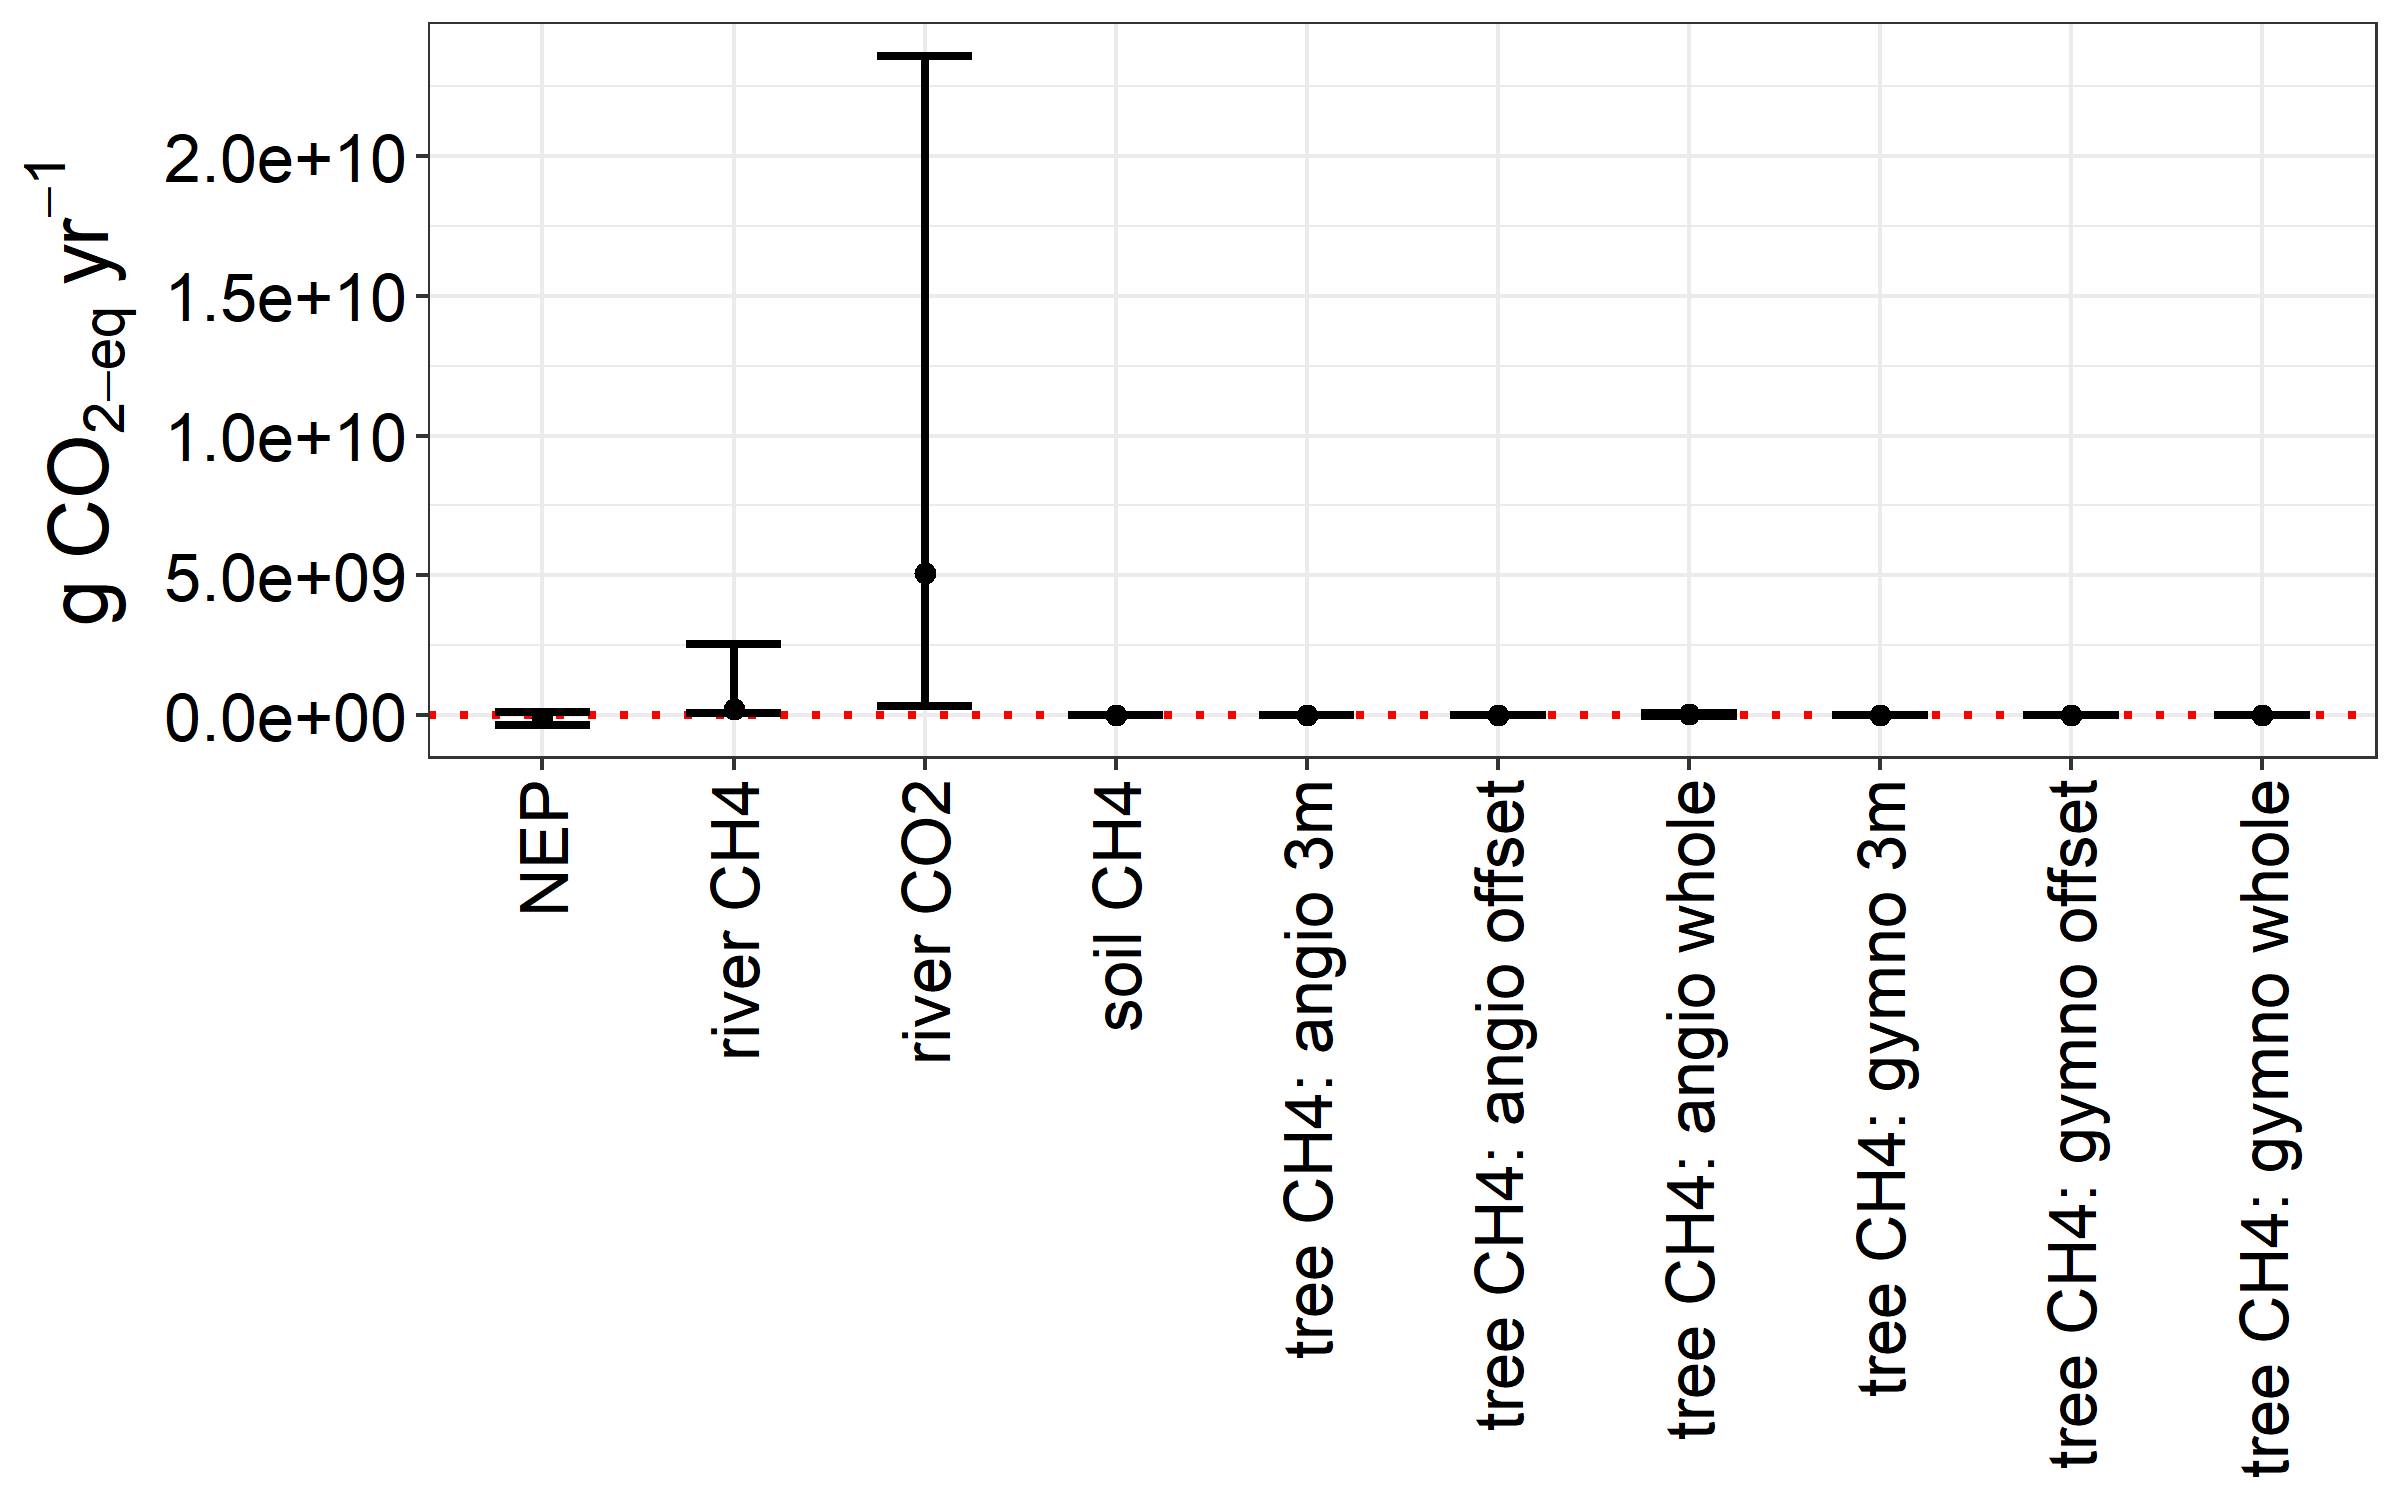 g CO2−eq yr−1
2.0e+10
1.5e+10
1.0e+10
5.0e+09
0.0e+00
NEP
river CH4
river CO2
soil CH4
tree CH4: angio 3m
tree CH4: angio offset
tree CH4: angio whole
tree CH4: gymno 3m
tree CH4: gymno offset
tree CH4: gymno whole